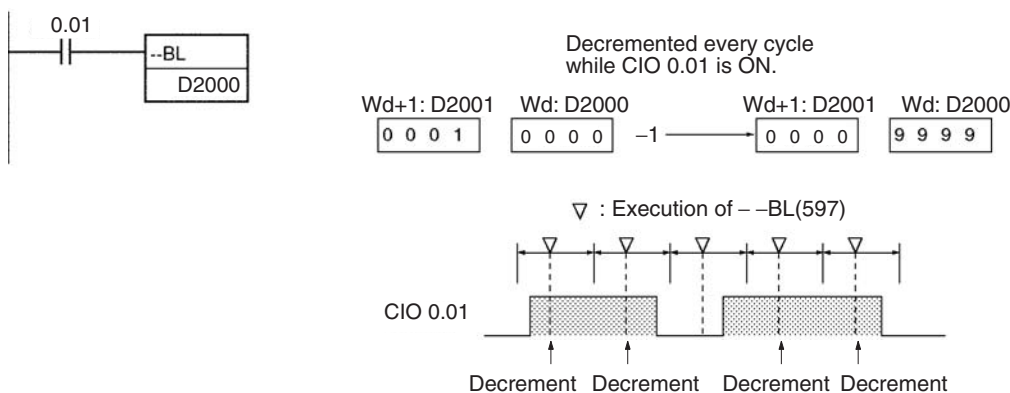 0.01
--BL
D2000
Decremented every cycle
while CIO 0.01 is ON.
Wd+1: D2001 Wd: D2000 Wd+1: D2001 Wd: D2000
0 0 0 1 0 0 0 0 −1 0 0 0 0 9 9 9 9
: Execution of – –BL(597)
CIO 0.01
Decrement Decrement Decrement Decrement